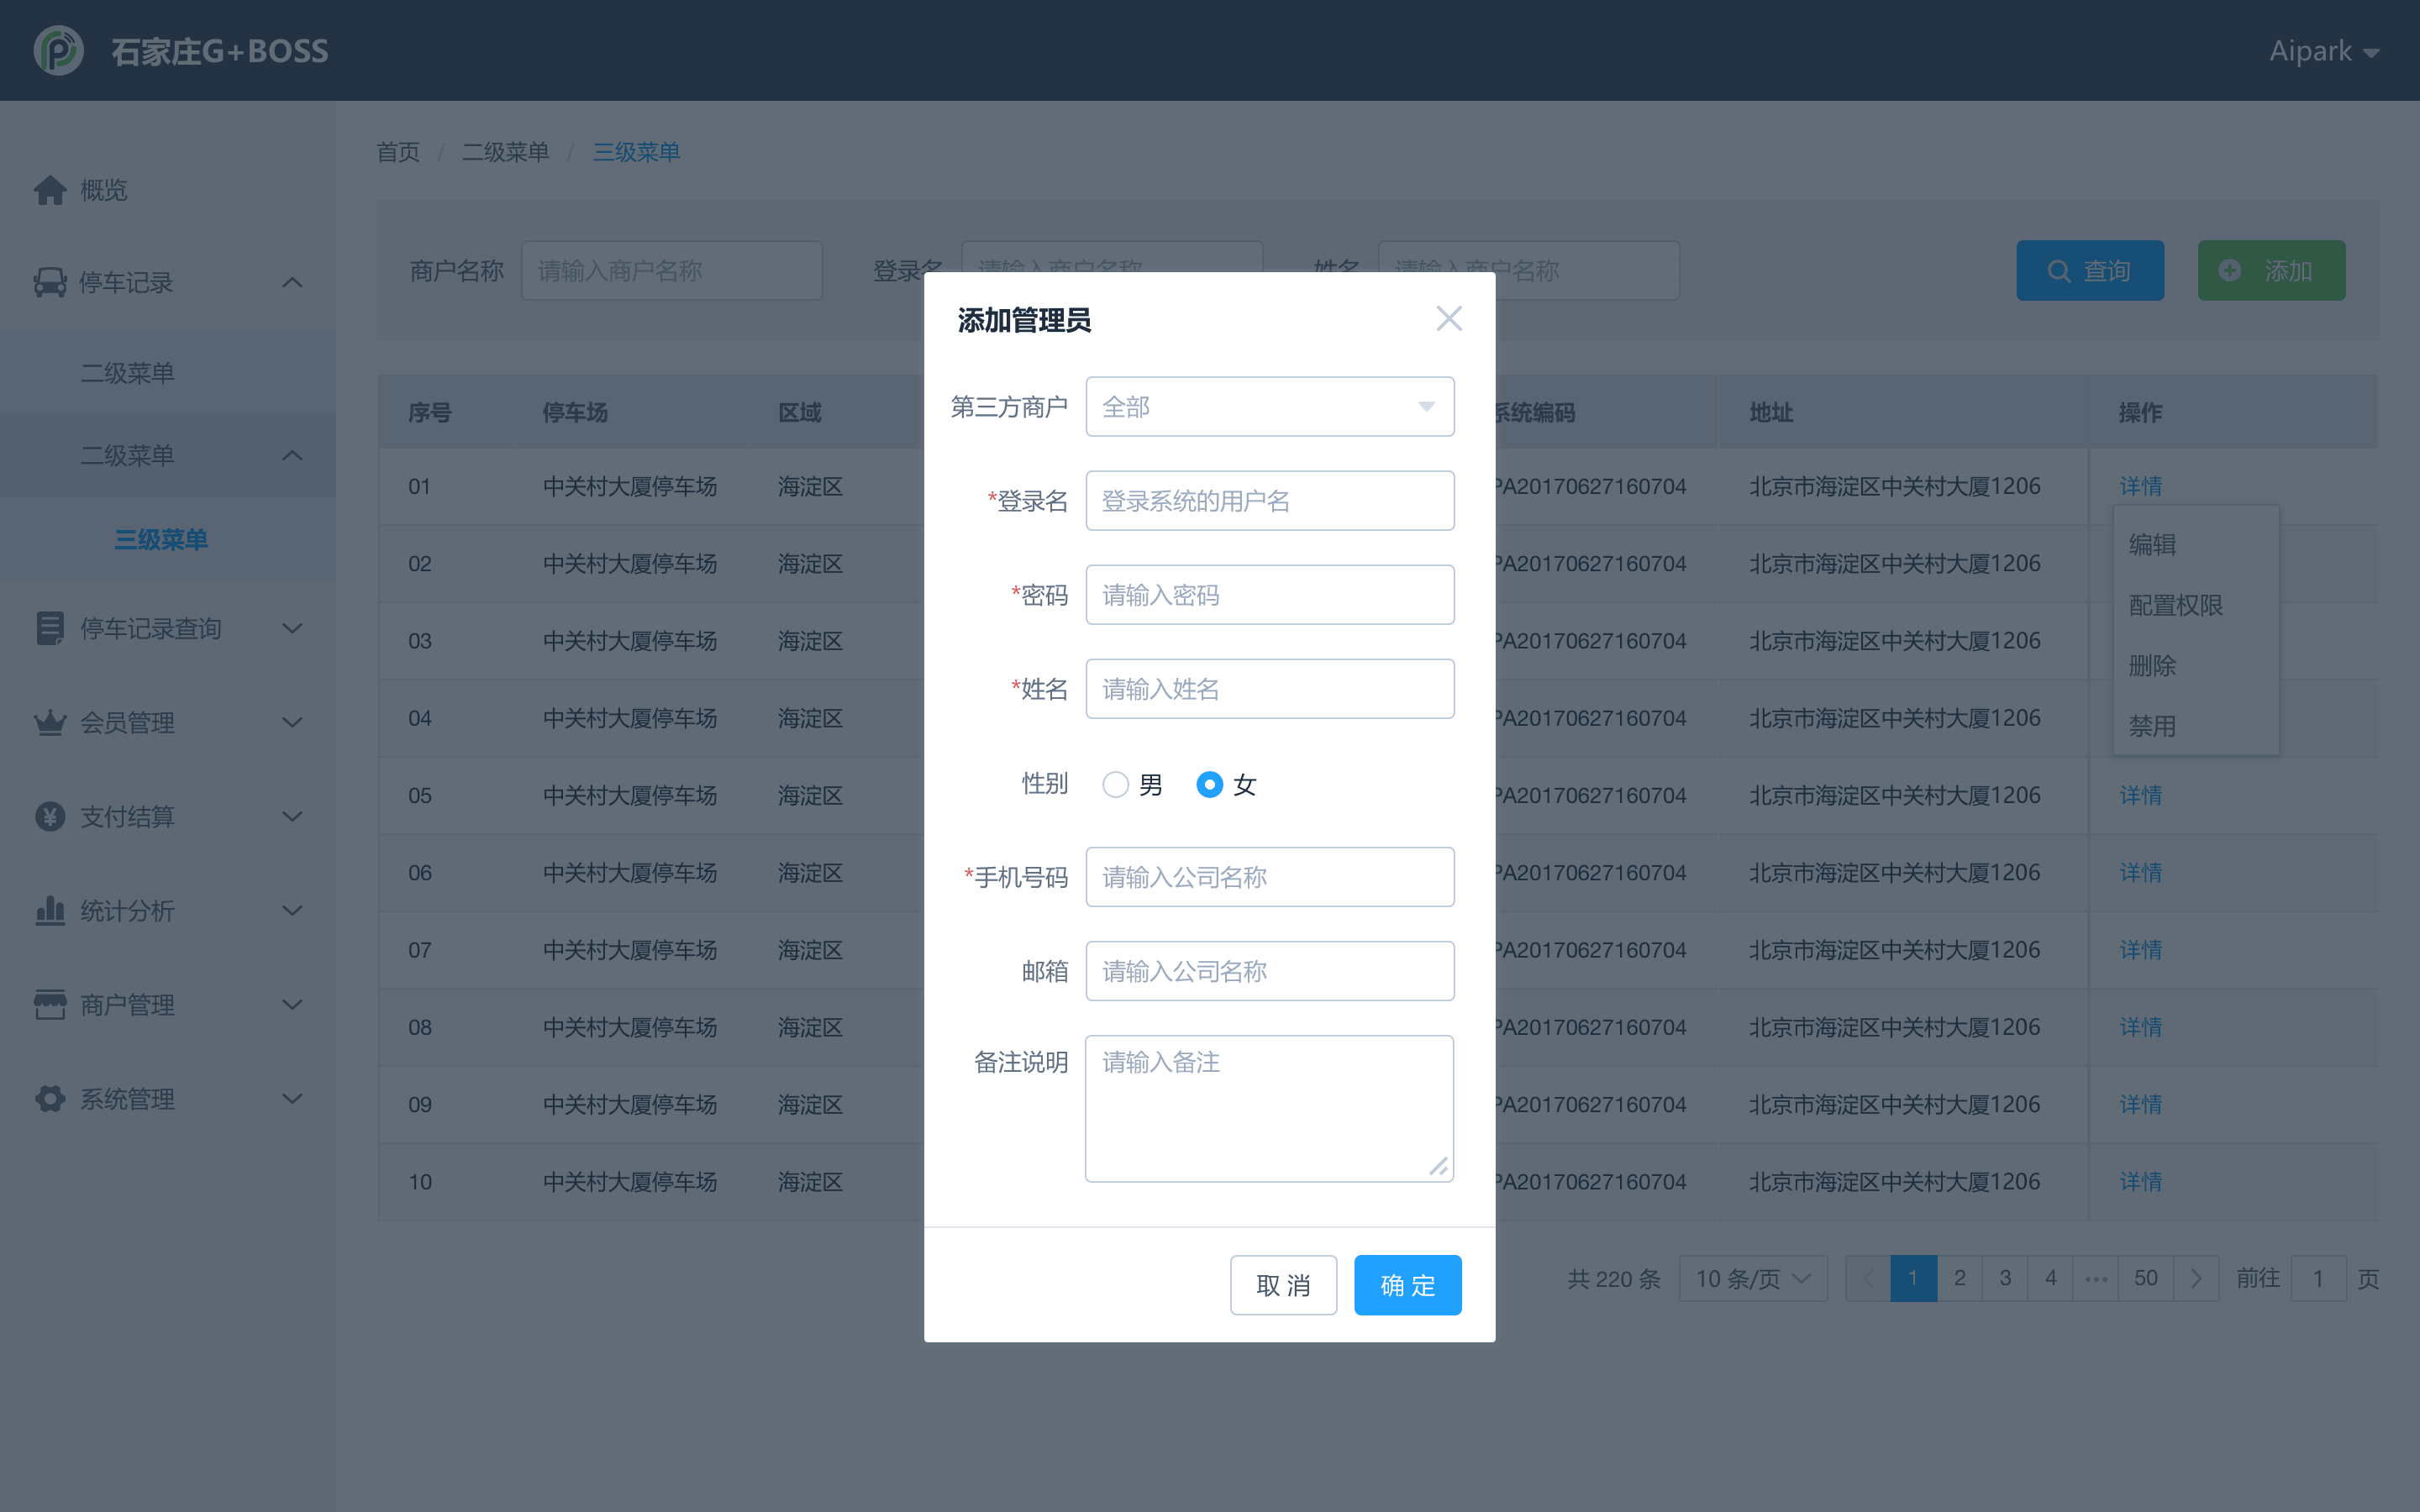 石家庄G+BOSS
Aipark
首页 / 二级菜单 / 三级菜单
概览
停车记录
二级菜单
二级菜单
三级菜单
停车记录查询
会员管理
支付结算
统计分析
商户管理
系统管理
商户名称 请输入商户名称 登录名 请输入商户名称 姓名 请输入商户名称 查询 添加
序号 停车场 区域 系统编码 地址 操作
01 中关村大厦停车场 海淀区 PA20170627160704 北京市海淀区中关村大厦1206 详情
02 中关村大厦停车场 海淀区 PA20170627160704 北京市海淀区中关村大厦1206
03 中关村大厦停车场 海淀区 PA20170627160704 北京市海淀区中关村大厦1206
04 中关村大厦停车场 海淀区 PA20170627160704 北京市海淀区中关村大厦1206
05 中关村大厦停车场 海淀区 PA20170627160704 北京市海淀区中关村大厦1206 详情
06 中关村大厦停车场 海淀区 PA20170627160704 北京市海淀区中关村大厦1206 详情
07 中关村大厦停车场 海淀区 PA20170627160704 北京市海淀区中关村大厦1206 详情
08 中关村大厦停车场 海淀区 PA20170627160704 北京市海淀区中关村大厦1206 详情
09 中关村大厦停车场 海淀区 PA20170627160704 北京市海淀区中关村大厦1206 详情
10 中关村大厦停车场 海淀区 PA20170627160704 北京市海淀区中关村大厦1206 详情
编辑
配置权限
删除
禁用
共 220 条 10 条/页 1 2 3 4 ••• 50 前往 1 页
添加管理员
第三方商户 全部
*登录名 登录系统的用户名
*密码 请输入密码
*姓名 请输入姓名
性别 男 女
*手机号码 请输入公司名称
邮箱 请输入公司名称
备注说明 请输入备注
取 消 确 定